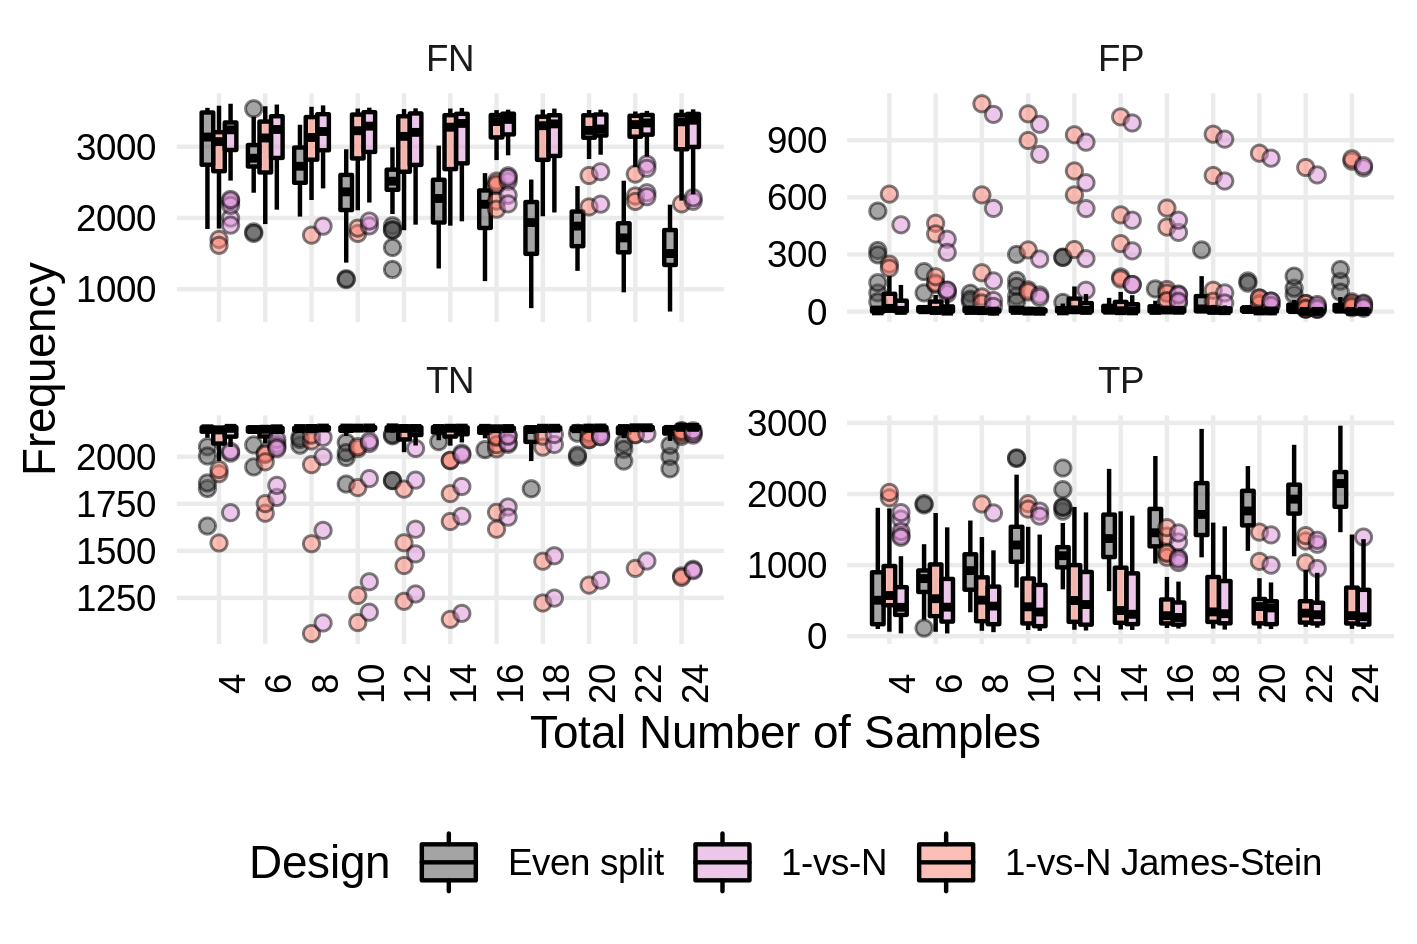 FN FP
3000
2000
1000
900
600
300
0
TN TP
2000
1750
1500
1250
3000
2000
1000
0
Frequency
4 6 8 10 12 14 16 18 20 22 24
4 6 8 10 12 14 16 18 20 22 24
Total Number of Samples
Design Even split 1-vs-N 1-vs-N James-Stein